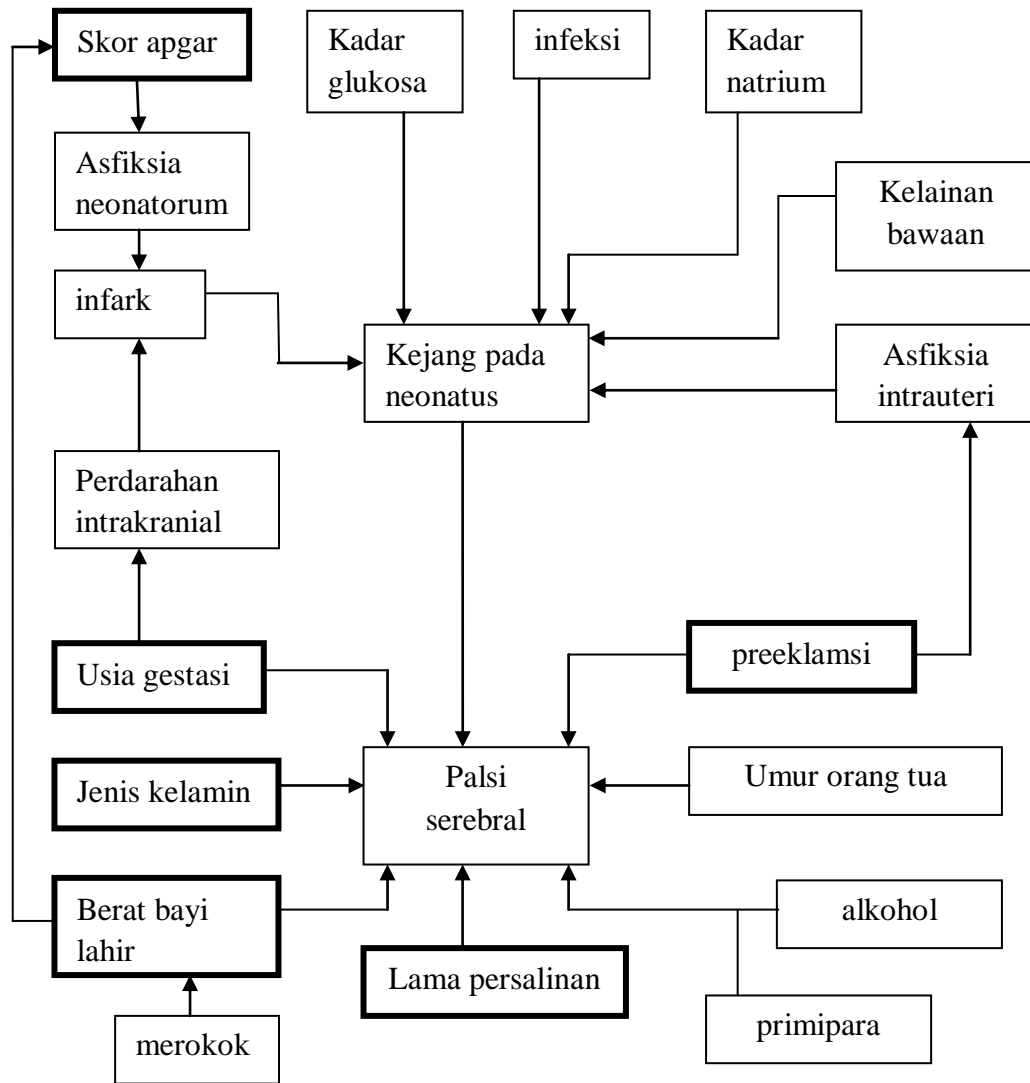 Skor apgar
Kadar
glukosa
infeksi
Kadar
natrium
Asfiksia
neonatorum
Kelainan
bawaan
infark
Kejang pada
neonatus
Asfiksia
intrauteri
Perdarahan
intrakranial
Usia gestasi
preeklamsi
Jenis kelamin
Palsi
serebral
Umur orang tua
Berat bayi
lahir
alkohol
Lama persalinan
primipara
merokok